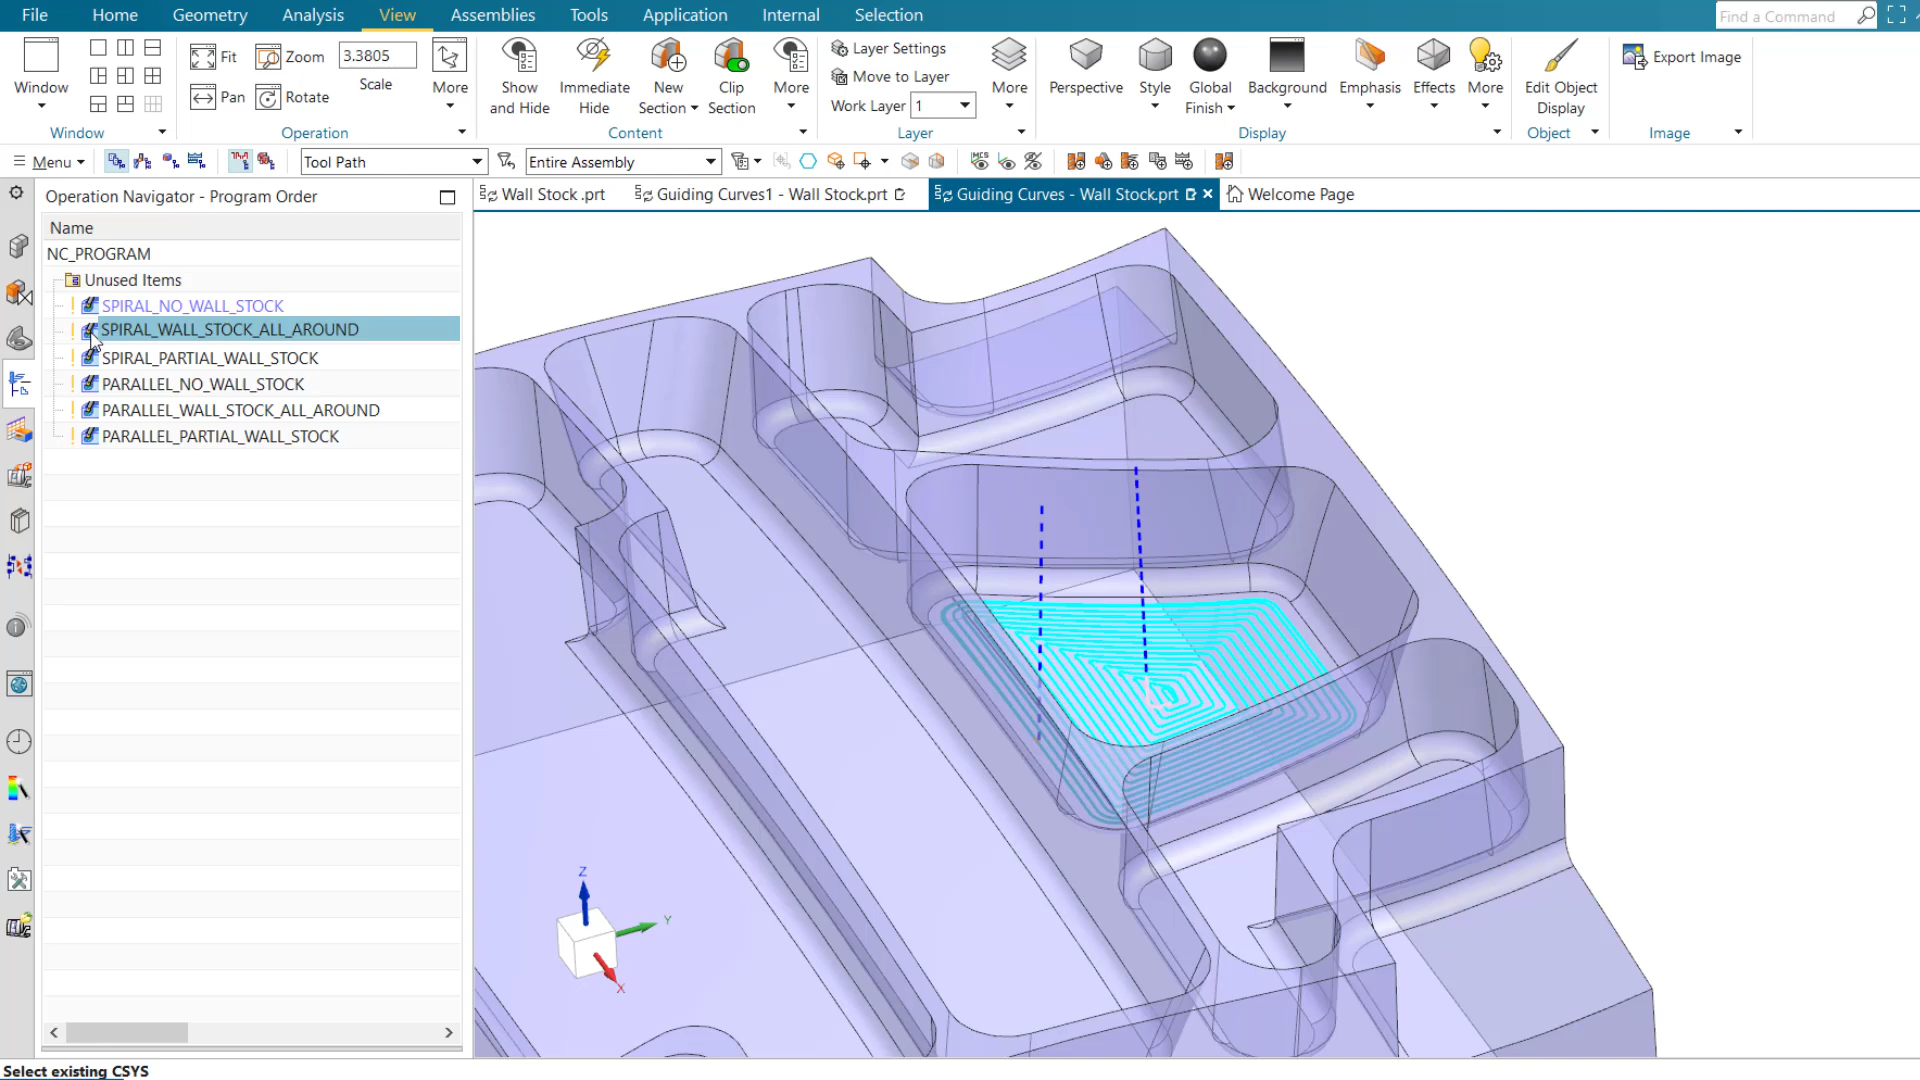 File Home Geometry Analysis View Assemblies Tools Application Internal Selection Find a Command
Window
Window
Fit Zoom 3.3805
Pan Rotate Scale More
Operation
Show and Hide Immediate Hide New Section Clip Section More
Content
Layer Settings
Move to Layer
Work Layer 1
More
Layer
Perspective Style Global Finish Background Emphasis Effects More
Display
Edit Object Display
Object
Export Image
Image
Menu Tool Path Entire Assembly
MCS
Operation Navigator - Program Order
Wall Stock .prt Guiding Curves1 - Wall Stock.prt Guiding Curves - Wall Stock.prt Welcome Page
Name
NC_PROGRAM
Unused Items
SPIRAL_NO_WALL_STOCK
SPIRAL_WALL_STOCK_ALL_AROUND
SPIRAL_PARTIAL_WALL_STOCK
PARALLEL_NO_WALL_STOCK
PARALLEL_WALL_STOCK_ALL_AROUND
PARALLEL_PARTIAL_WALL_STOCK
Z
Y
X
Select existing CSYS